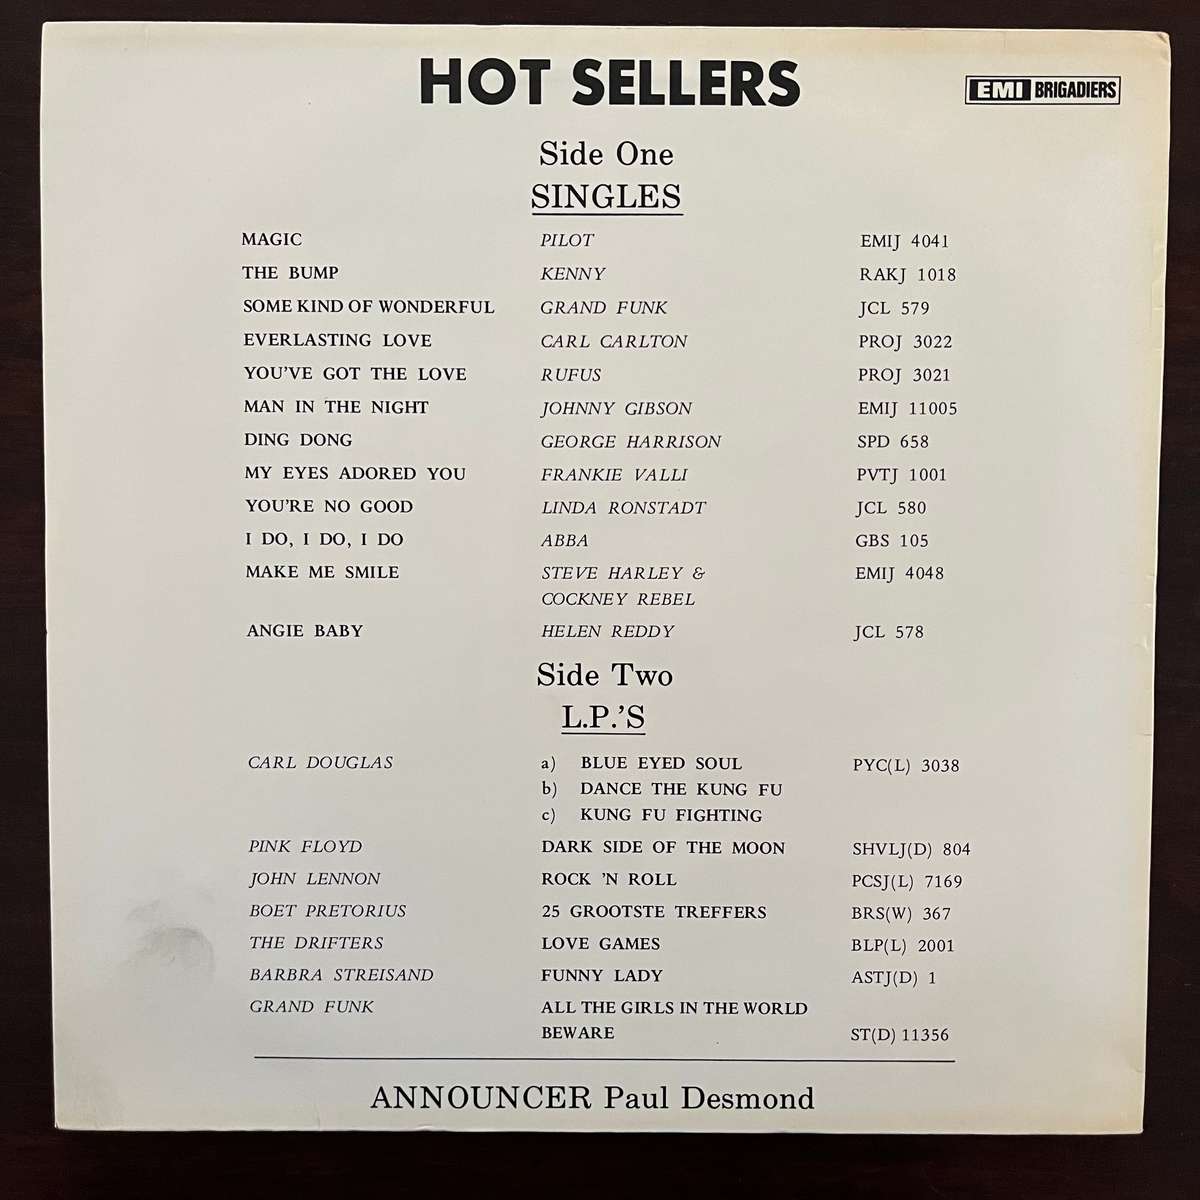 HOT SELLERS
EMI BRIGADIERS
Side One
SINGLES
MAGIC PILOT EMIJ 4041
THE BUMP KENNY RAKJ 1018
SOME KIND OF WONDERFUL GRAND FUNK JCL 579
EVERLASTING LOVE CARL CARLTON PROJ 3022
YOU'VE GOT THE LOVE RUFUS PROJ 3021
MAN IN THE NIGHT JOHNNY GIBSON EMIJ 11005
DING DONG GEORGE HARRISON SPD 658
MY EYES ADORED YOU FRANKIE VALLI PVTJ 1001
YOU'RE NO GOOD LINDA RONSTADT JCL 580
I DO, I DO, I DO ABBA GBS 105
MAKE ME SMILE STEVE HARLEY & EMIJ 4048
COCKNEY REBEL
ANGIE BABY HELEN REDDY JCL 578
Side Two
L.P.'S
CARL DOUGLAS a) BLUE EYED SOUL PYC(L) 3038
b) DANCE THE KUNG FU
c) KUNG FU FIGHTING
PINK FLOYD DARK SIDE OF THE MOON SHVLJ(D) 804
JOHN LENNON ROCK 'N ROLL PCSJ(L) 7169
BOET PRETORIUS 25 GROOTSTE TREFFERS BRS(W) 367
THE DRIFTERS LOVE GAMES BLP(L) 2001
BARBRA STREISAND FUNNY LADY ASTJ(D) 1
GRAND FUNK ALL THE GIRLS IN THE WORLD
BEWARE ST(D) 11356
ANNOUNCER Paul Desmond